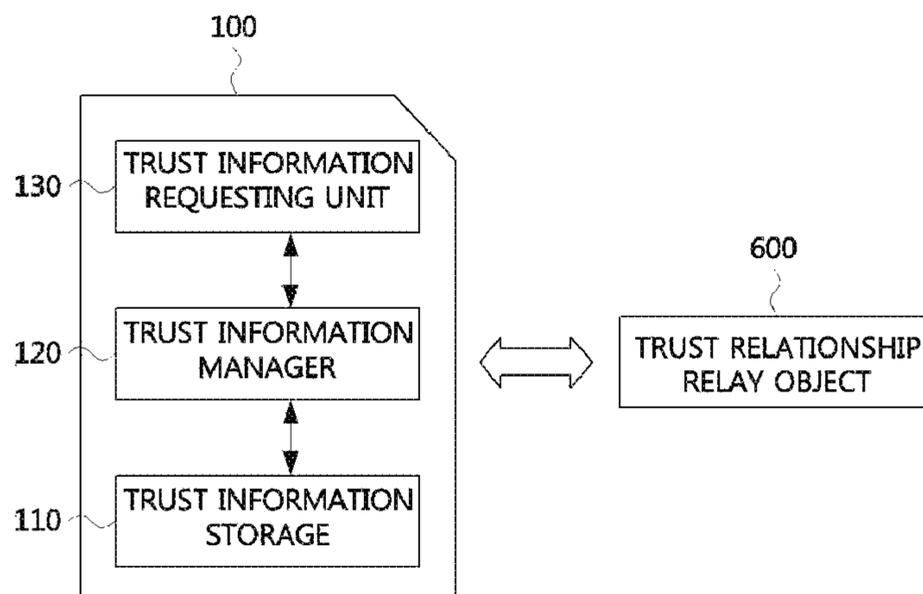 100
130
TRUST INFORMATION
REQUESTING UNIT
600
120
TRUST INFORMATION
MANAGER
TRUST RELATIONSHIP
RELAY OBJECT
110
TRUST INFORMATION
STORAGE